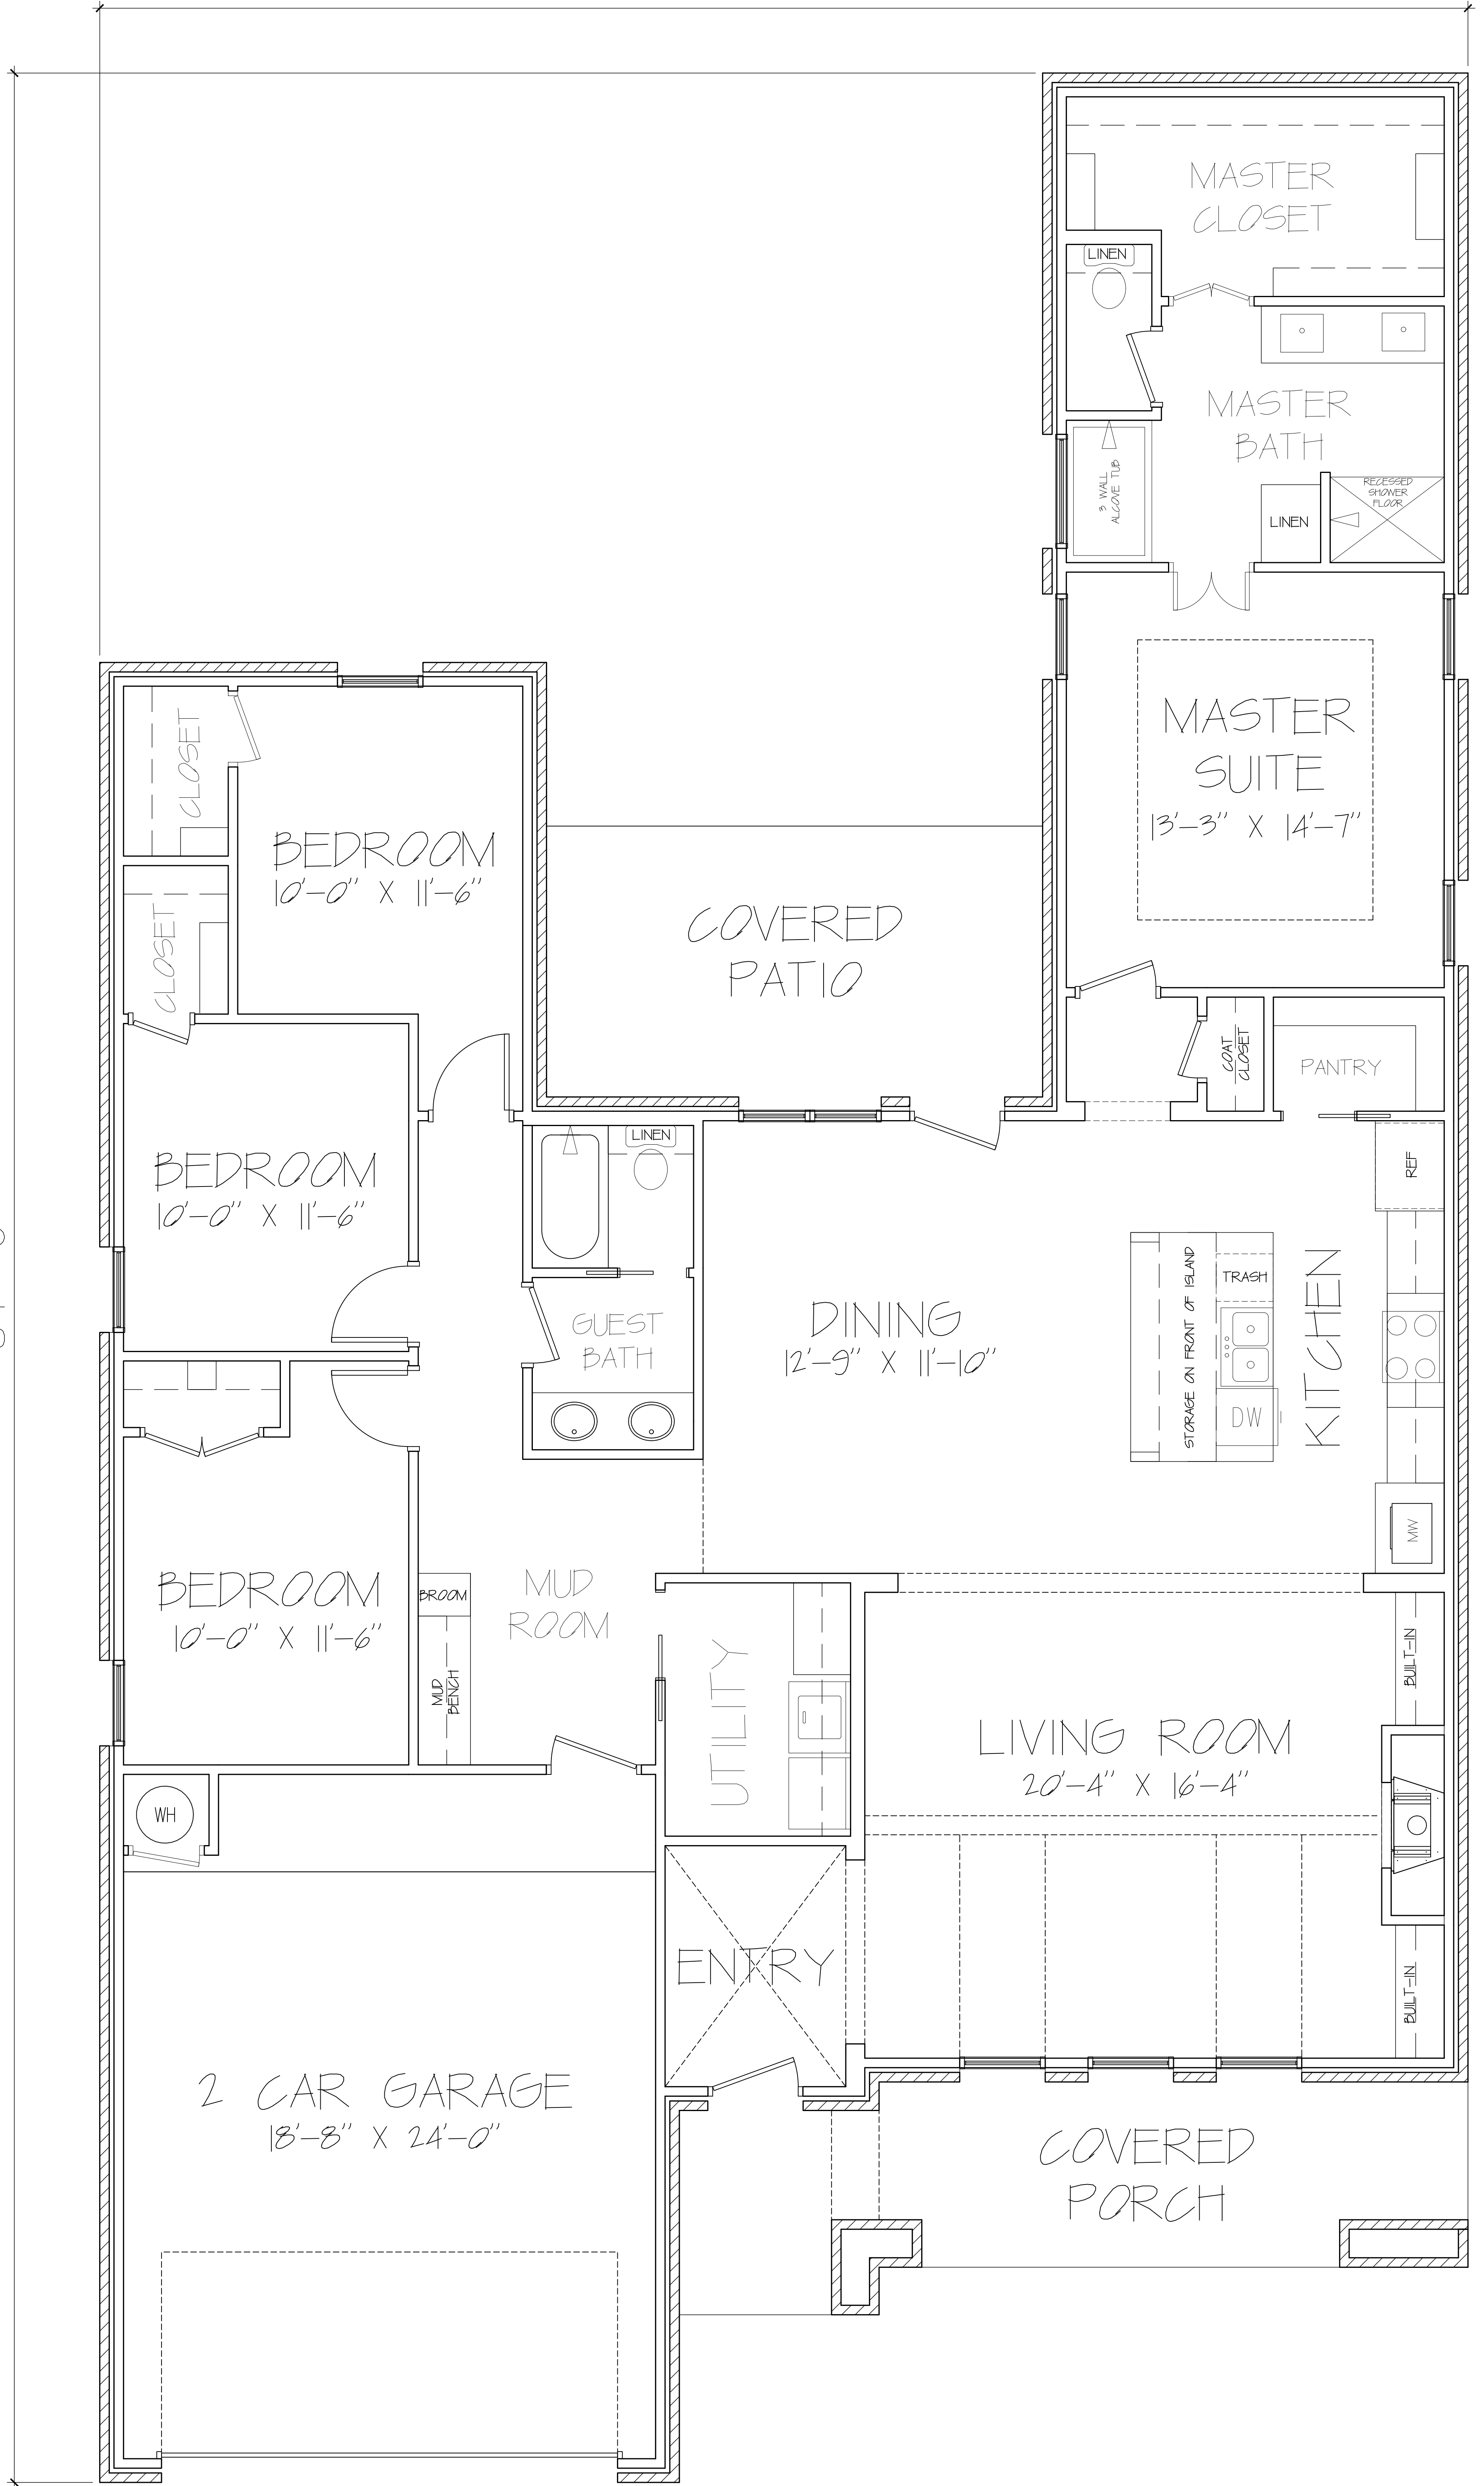 MASTER
CLOSET
LINEN
MASTER
BATH
3 WALL
ALCOVE TUB
RECESSED
SHOWER
FLOOR
LINEN
MASTER
SUITE
13'-3" X 14'-7"
CLOSET
BEDROOM
10'-0" X 11'-6"
CLOSET
COVERED
PATIO
COAT
CLOSET
PANTRY
BEDROOM
10'-0" X 11'-6"
LINEN
REF
GUEST
BATH
DINING
12'-9" X 11'-10"
STORAGE ON FRONT OF ISLAND
TRASH
DW
KITCHEN
MW
BEDROOM
10'-0" X 11'-6"
BROOM
MUD
BENCH
MUD
ROOM
UTILITY
BUILT-IN
LIVING ROOM
20'-4" X 16'-4"
WH
ENTRY
BUILT-IN
2 CAR GARAGE
18'-8" X 24'-0"
COVERED
PORCH